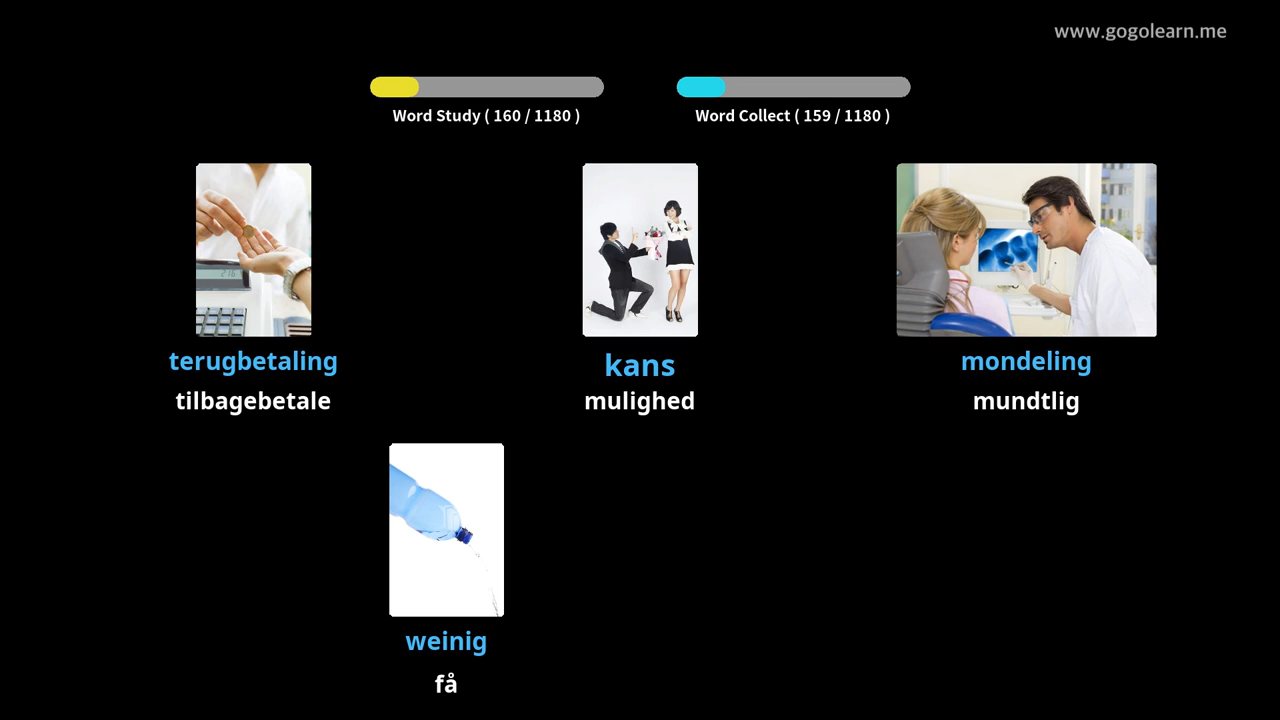 www.gogolearn.me
Word Study ( 160 / 1180 )
Word Collect ( 159 / 1180 )
terugbetaling
tilbagebetale
kans
mulighed
mondeling
mundtlig
weinig
få